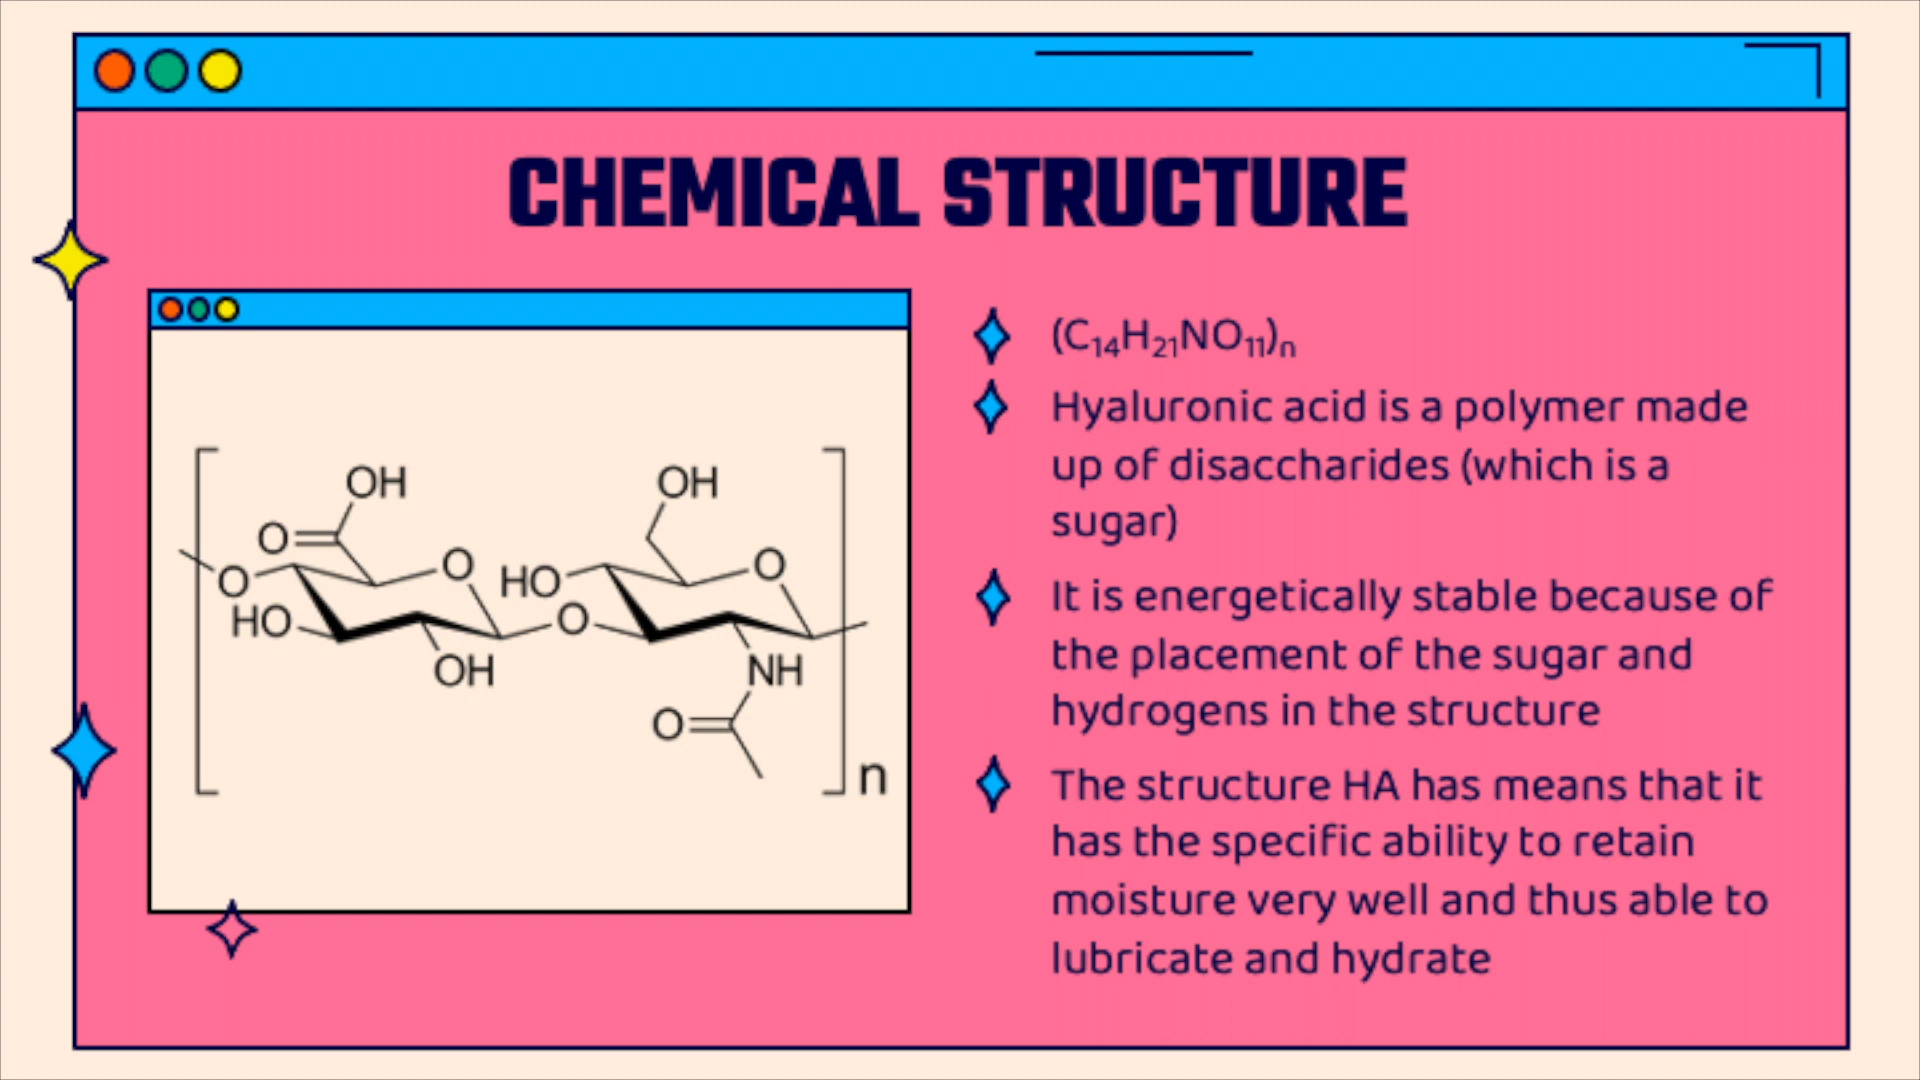 CHEMICAL STRUCTURE
OH
O
O
O
HO
OH
OH
HO
O
O
NH
O
n
(C₁₄H₂₁NO₁₁)ₙ
Hyaluronic acid is a polymer made
up of disaccharides (which is a
sugar)
It is energetically stable because of
the placement of the sugar and
hydrogens in the structure
The structure HA has means that it
has the specific ability to retain
moisture very well and thus able to
lubricate and hydrate